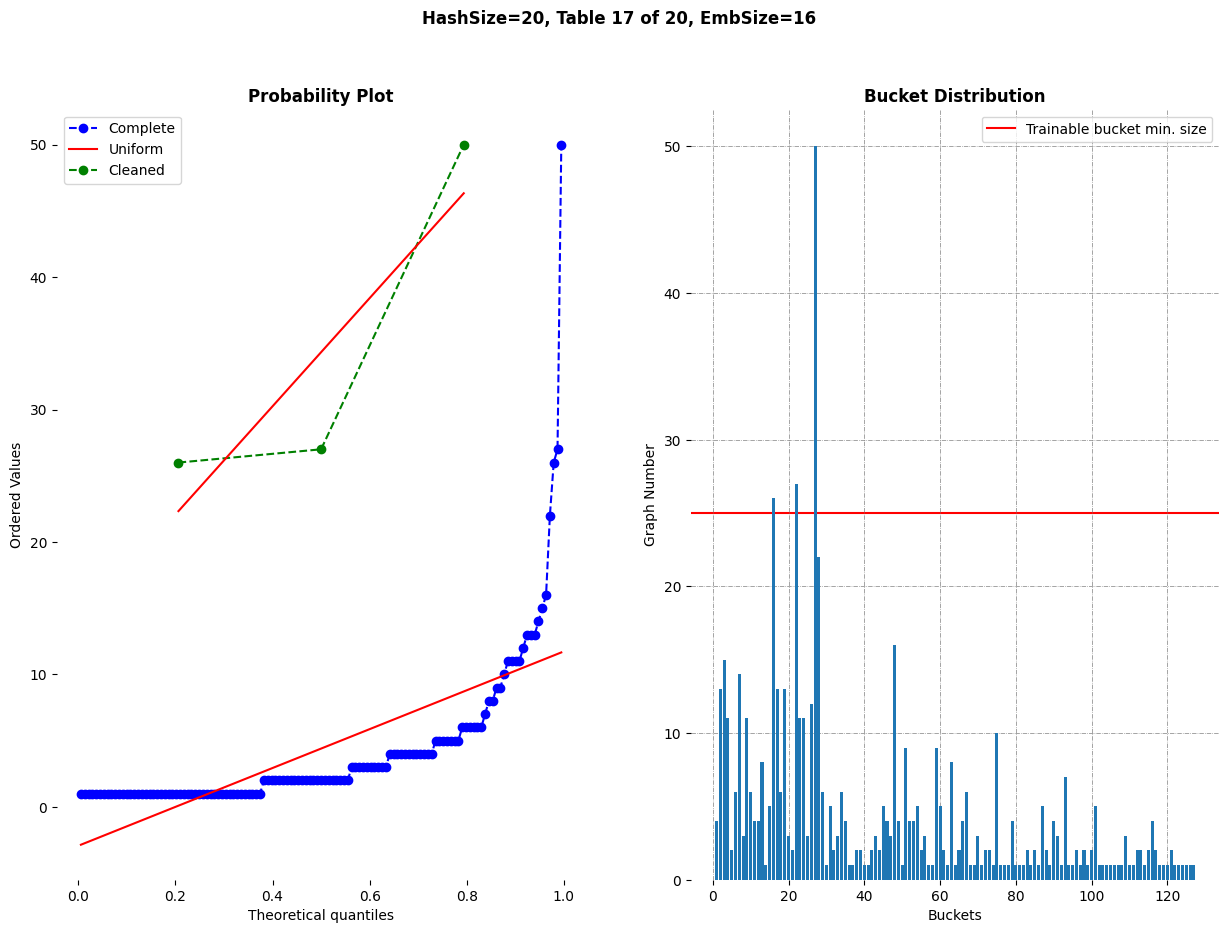 HashSize=20, Table 17 of 20, EmbSize=16
Probability Plot
Complete
Uniform
Cleaned
50
40
30
20
10
0
Ordered Values
0.0 0.2 0.4 0.6 0.8 1.0
Theoretical quantiles
Bucket Distribution
Trainable bucket min. size
50
40
30
20
10
0
Graph Number
0 20 40 60 80 100 120
Buckets